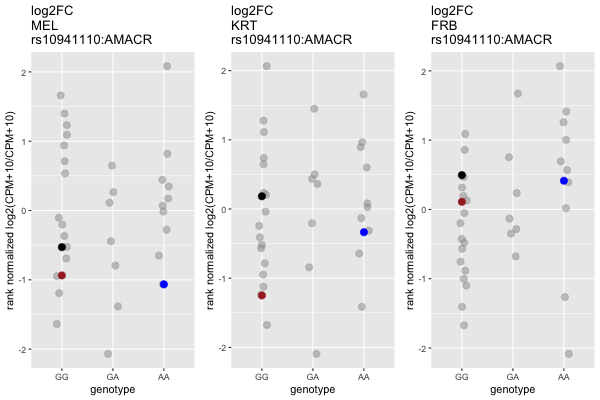 log2FC
MEL
rs10941110:AMACR
rank normalized log2(CPM+10/CPM+10)
2
1
0
-1
-2
GG
GA
AA
genotype
log2FC
KRT
rs10941110:AMACR
rank normalized log2(CPM+10/CPM+10)
2
1
0
-1
-2
GG
GA
AA
genotype
log2FC
FRB
rs10941110:AMACR
rank normalized log2(CPM+10/CPM+10)
2
1
0
-1
-2
GG
GA
AA
genotype